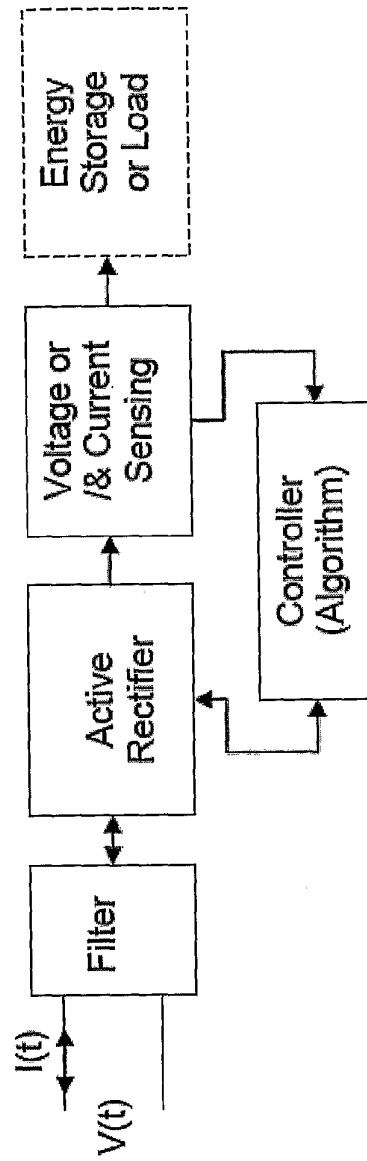 I(t)
V(t)
Filter
Active
Rectifier
Voltage or
/& Current
Sensing
Energy
Storage
or Load
Controller
(Algorithm)